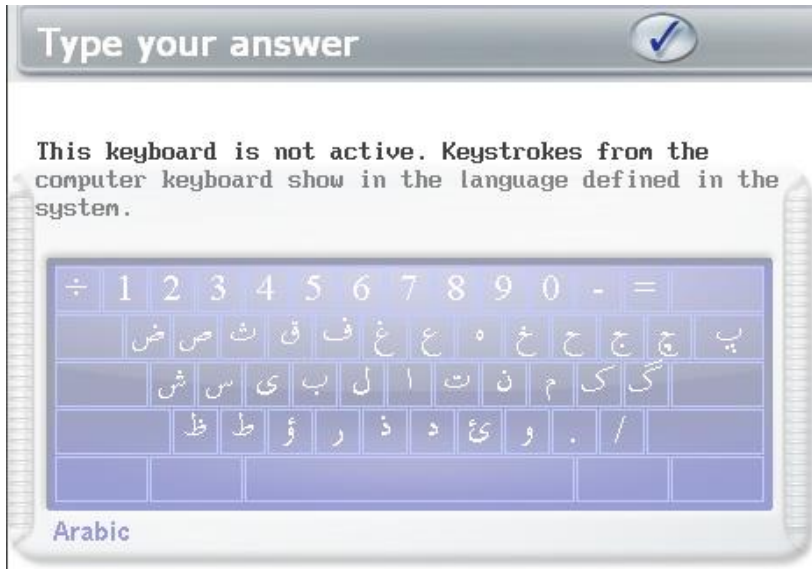 Type your answer
This keyboard is not active. Keystrokes from the
computer keyboard show in the language defined in the
system.
÷ 1 2 3 4 5 6 7 8 9 0 - =
ض ص ث ق ف غ ع ه خ ح ج چ پ
ش س ی ب ل ا ت ن م ک گ
ظ ط ؤ ر ذ د ئ و . /
Arabic